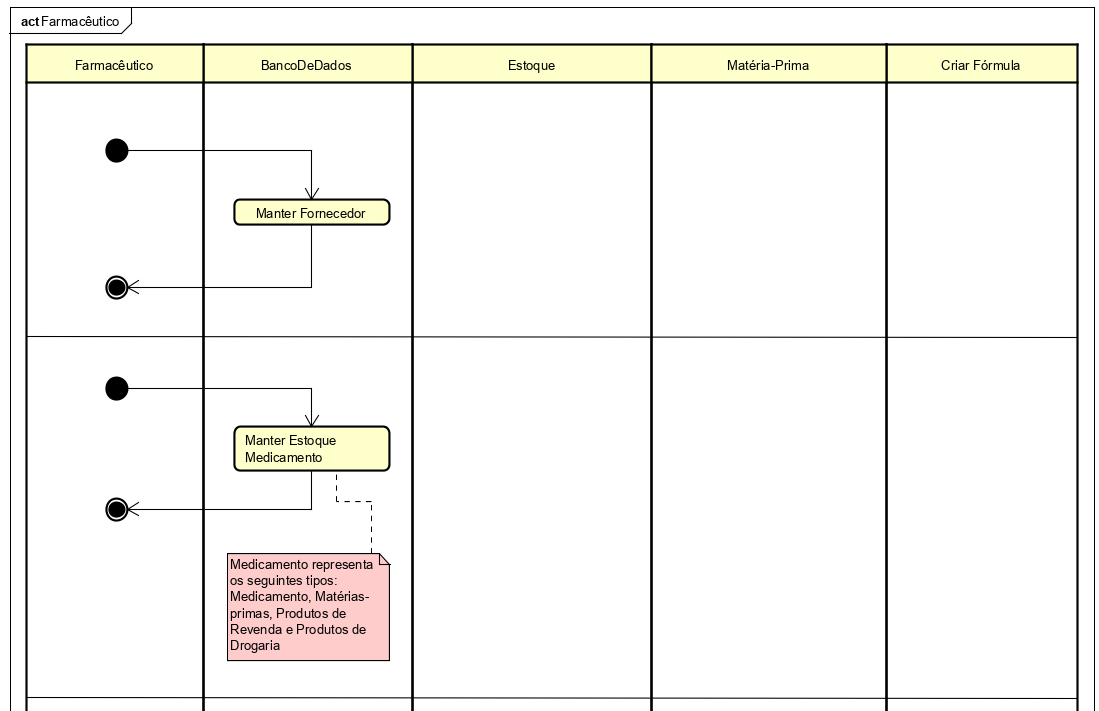 act Farmacêutico
Farmacêutico
BancoDeDados
Estoque
Matéria-Prima
Criar Fórmula
Manter Fornecedor
Manter Estoque
Medicamento
Medicamento representa
os seguintes tipos:
Medicamento, Matérias-
primas, Produtos de
Revenda e Produtos de
Drogaria